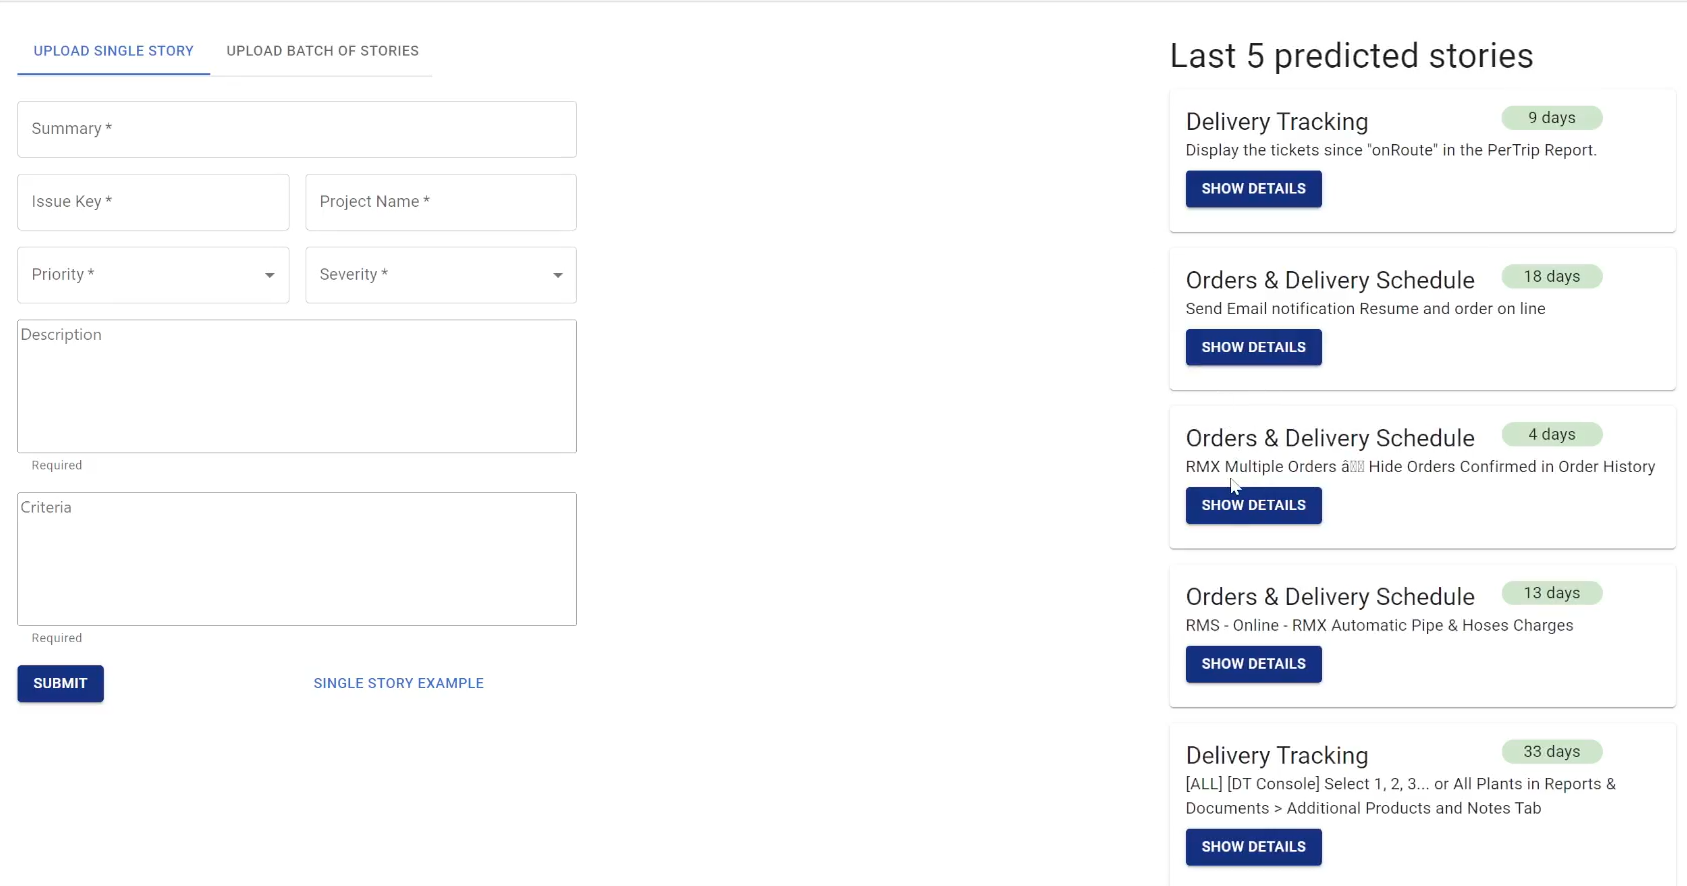 UPLOAD SINGLE STORY
UPLOAD BATCH OF STORIES
Summary *
Issue Key *
Project Name *
Priority *
Severity *
Description
Required
Criteria
Required
SUBMIT
SINGLE STORY EXAMPLE
Last 5 predicted stories
Delivery Tracking
9 days
Display the tickets since "onRoute" in the PerTrip Report.
SHOW DETAILS
Orders & Delivery Schedule
18 days
Send Email notification Resume and order on line
SHOW DETAILS
Orders & Delivery Schedule
4 days
RMX Multiple Orders â Hide Orders Confirmed in Order History
SHOW DETAILS
Orders & Delivery Schedule
13 days
RMS - Online - RMX Automatic Pipe & Hoses Charges
SHOW DETAILS
Delivery Tracking
33 days
[ALL] [DT Console] Select 1, 2, 3... or All Plants in Reports &
Documents > Additional Products and Notes Tab
SHOW DETAILS